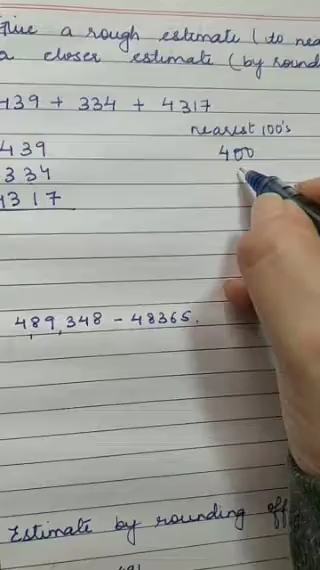 Give a rough estimate (to nea
a closer estimate (by round
439 + 334 + 4317
nearest 100's
439
400
334
4317
489,348 - 48365.
Estimate by rounding off